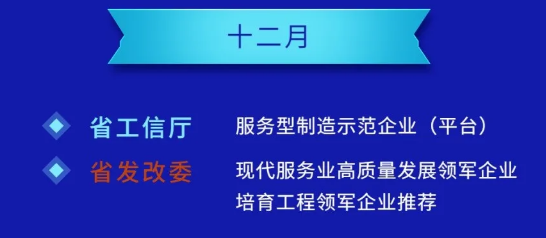 十二月
省工信厅 服务型制造示范企业（平台）
省发改委 现代服务业高质量发展领军企业
培育工程领军企业推荐